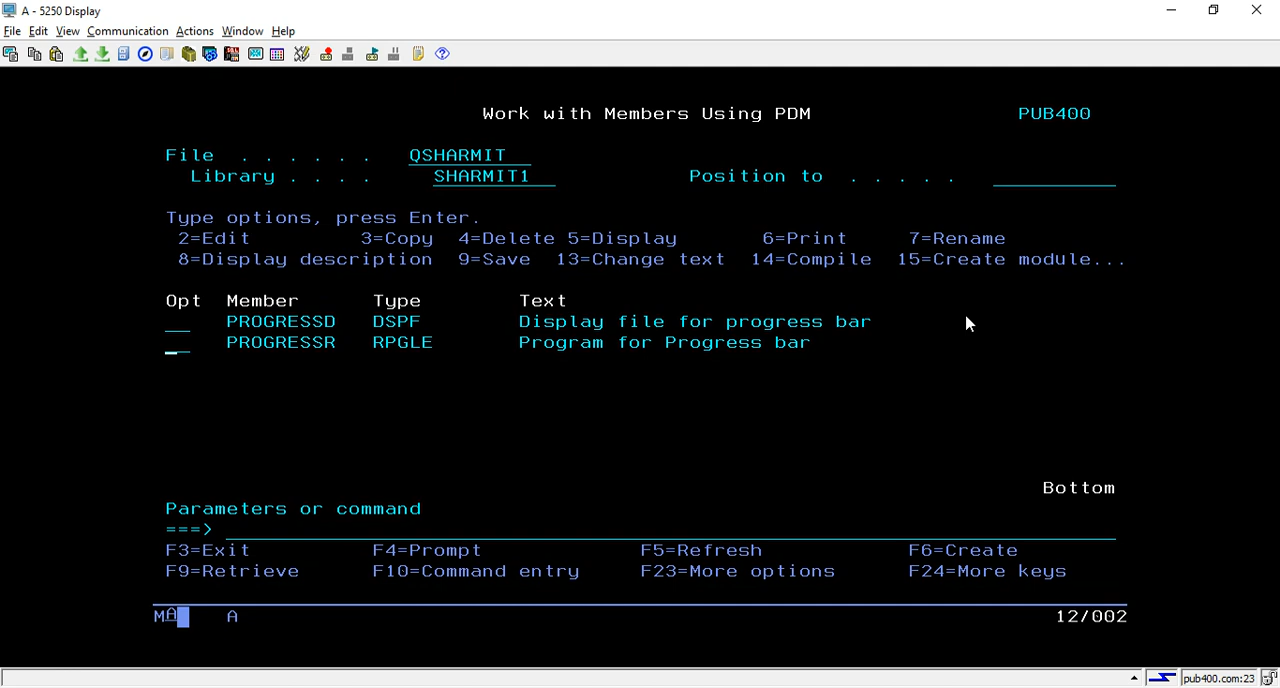 A - 5250 Display
File Edit View Communication Actions Window Help
Work with Members Using PDM PUB400
File . . . . . . QSHARMIT
Library . . . . SHARMIT1 Position to . . . . .
Type options, press Enter.
2=Edit 3=Copy 4=Delete 5=Display 6=Print 7=Rename
8=Display description 9=Save 13=Change text 14=Compile 15=Create module...
Opt Member Type Text
PROGRESSD DSPF Display file for progress bar
PROGRESSR RPGLE Program for Progress bar
Bottom
Parameters or command
===>
F3=Exit F4=Prompt F5=Refresh F6=Create
F9=Retrieve F10=Command entry F23=More options F24=More keys
MA A 12/002
pub400.com:23